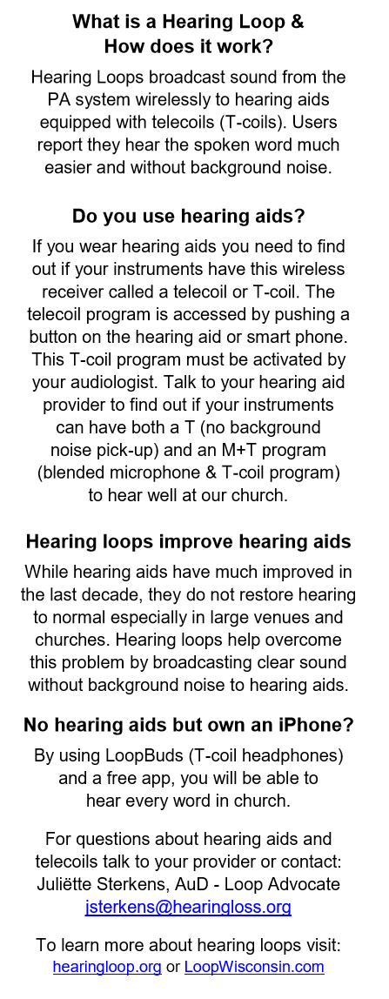 What is a Hearing Loop &
How does it work?
Hearing Loops broadcast sound from the
PA system wirelessly to hearing aids
equipped with telecoils (T-coils). Users
report they hear the spoken word much
easier and without background noise.
Do you use hearing aids?
If you wear hearing aids you need to find
out if your instruments have this wireless
receiver called a telecoil or T-coil. The
telecoil program is accessed by pushing a
button on the hearing aid or smart phone.
This T-coil program must be activated by
your audiologist. Talk to your hearing aid
provider to find out if your instruments
can have both a T (no background
noise pick-up) and an M+T program
(blended microphone & T-coil program)
to hear well at our church.
Hearing loops improve hearing aids
While hearing aids have much improved in
the last decade, they do not restore hearing
to normal especially in large venues and
churches. Hearing loops help overcome
this problem by broadcasting clear sound
without background noise to hearing aids.
No hearing aids but own an iPhone?
By using LoopBuds (T-coil headphones)
and a free app, you will be able to
hear every word in church.
For questions about hearing aids and
telecoils talk to your provider or contact:
Juliëtte Sterkens, AuD - Loop Advocate
jsterkens@hearingloss.org
To learn more about hearing loops visit:
hearingloop.org or LoopWisconsin.com